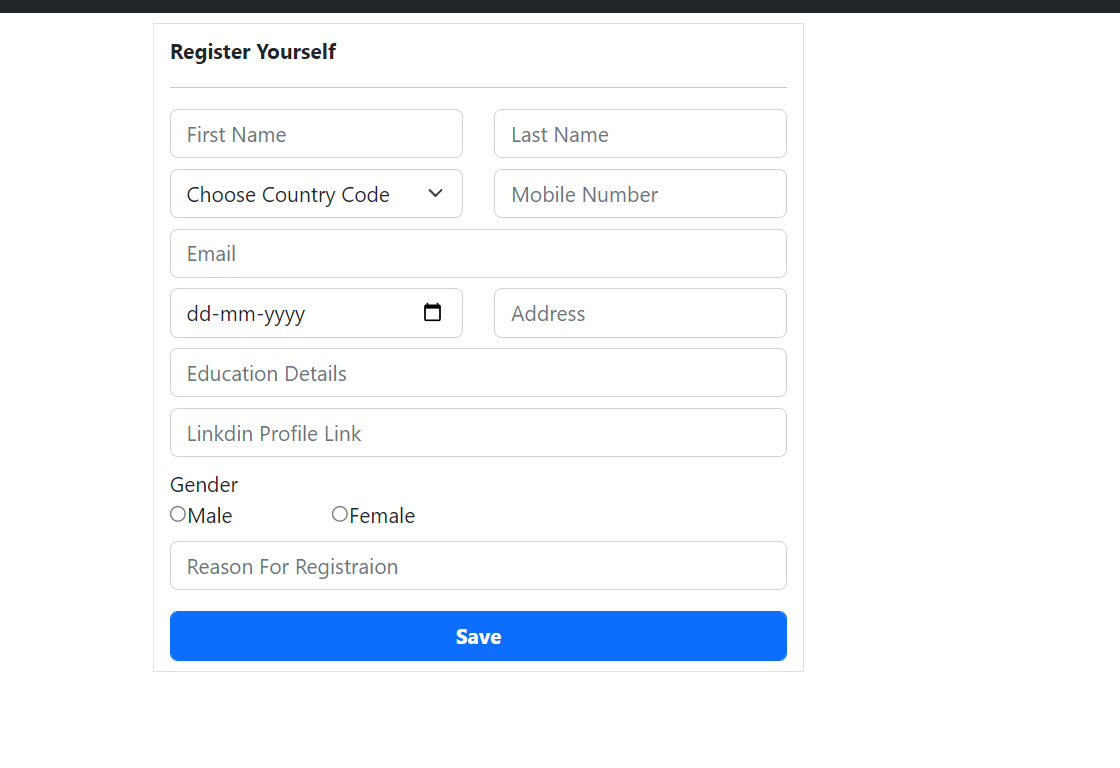 Register Yourself
First Name
Last Name
Choose Country Code
Mobile Number
Email
dd-mm-yyyy
Address
Education Details
Linkdin Profile Link
Gender
Male
Female
Reason For Registraion
Save